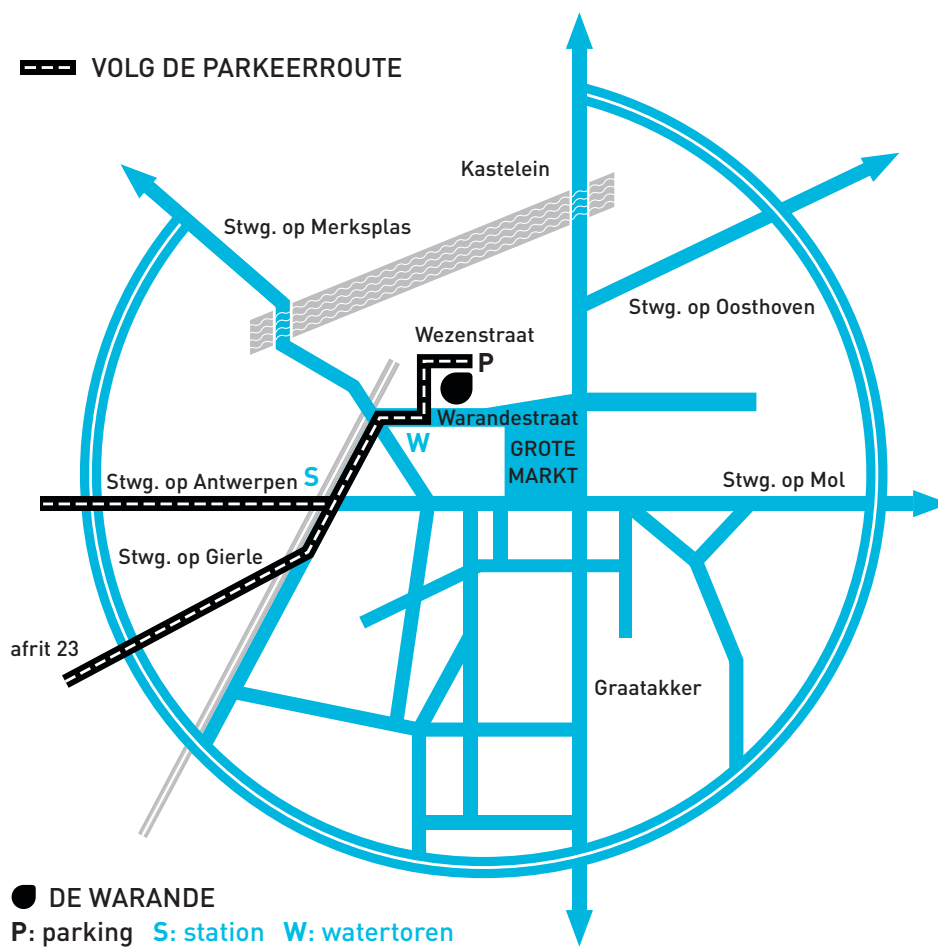 VOLG DE PARKEERROUTE
Kastelein
Stwg. op Merksplas
Stwg. op Oosthoven
Wezenstraat
P
Warandestraat
W
GROTE
MARKT
Stwg. op Antwerpen
S
Stwg. op Mol
Stwg. op Gierle
afrit 23
Graatakker
DE WARANDE
P: parking S: station W: watertoren